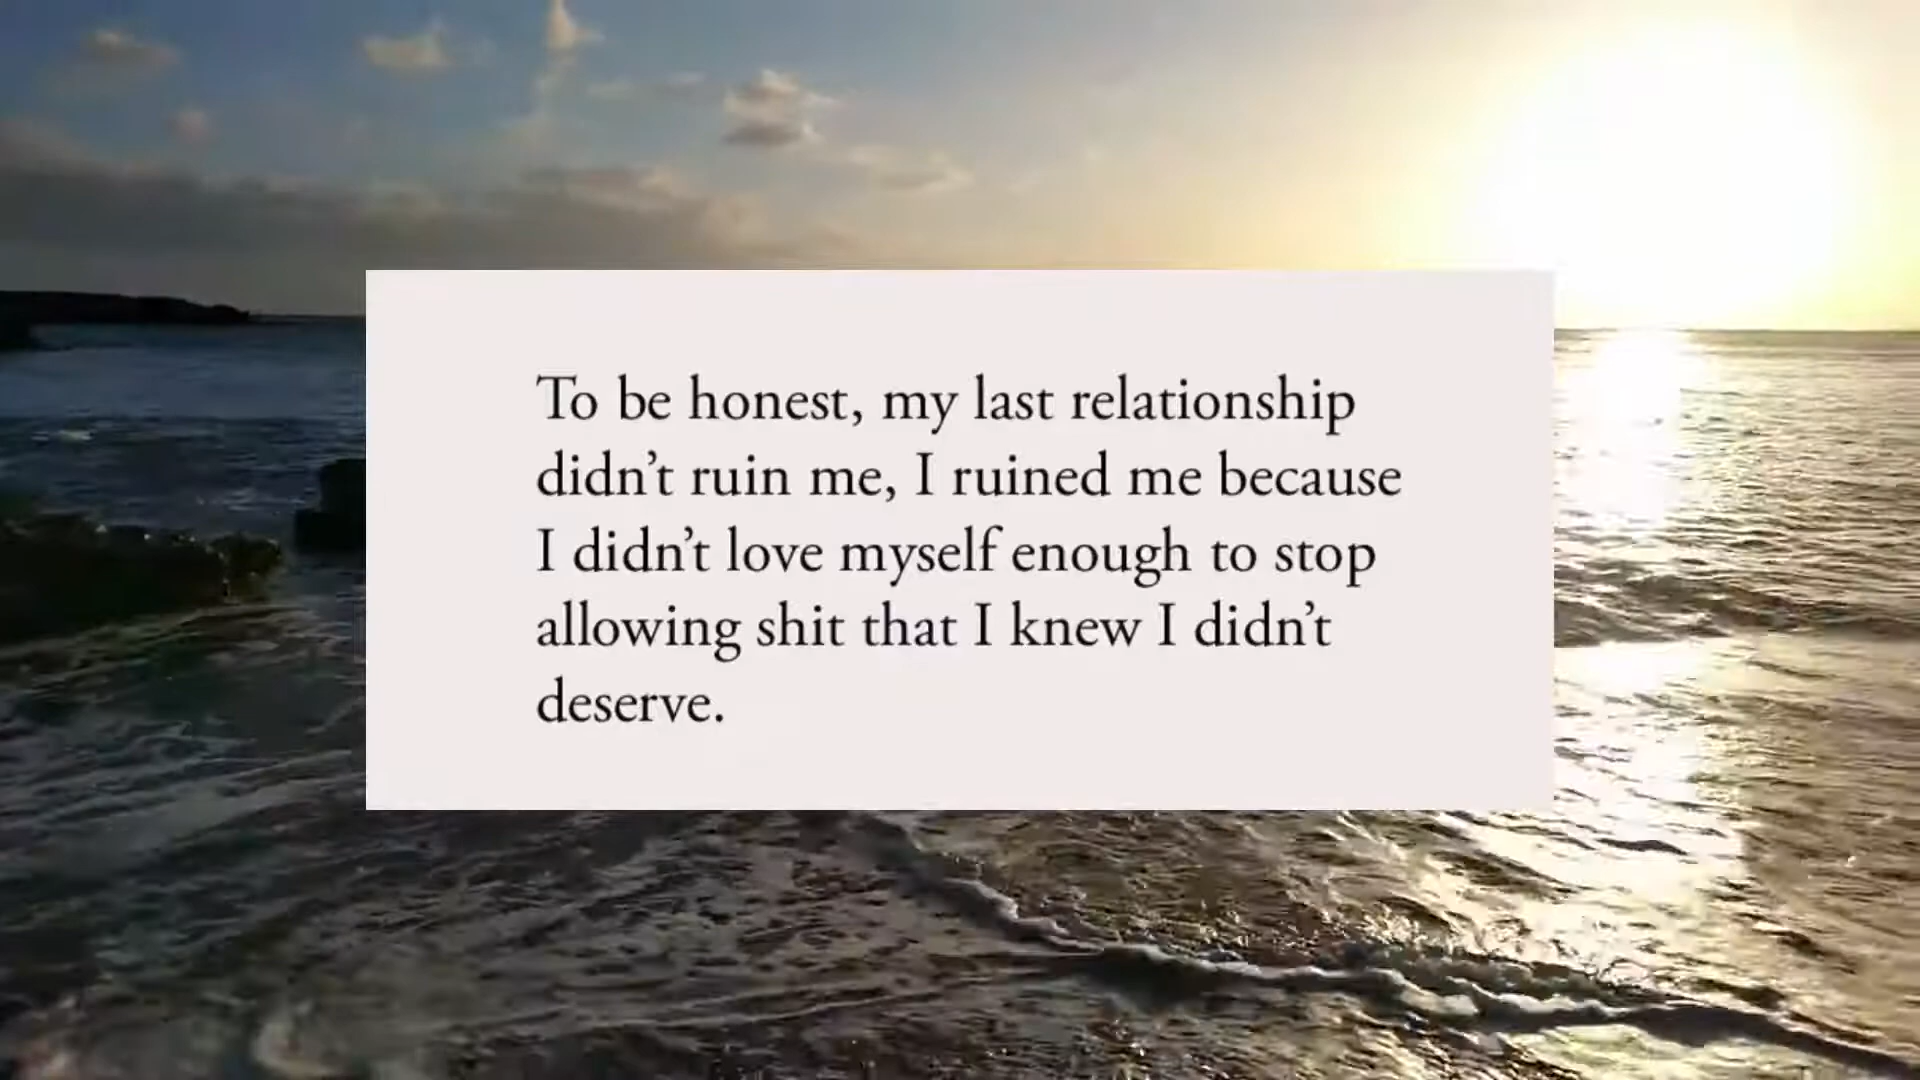 To be honest, my last relationship
didn’t ruin me, I ruined me because
I didn’t love myself enough to stop
allowing shit that I knew I didn’t
deserve.